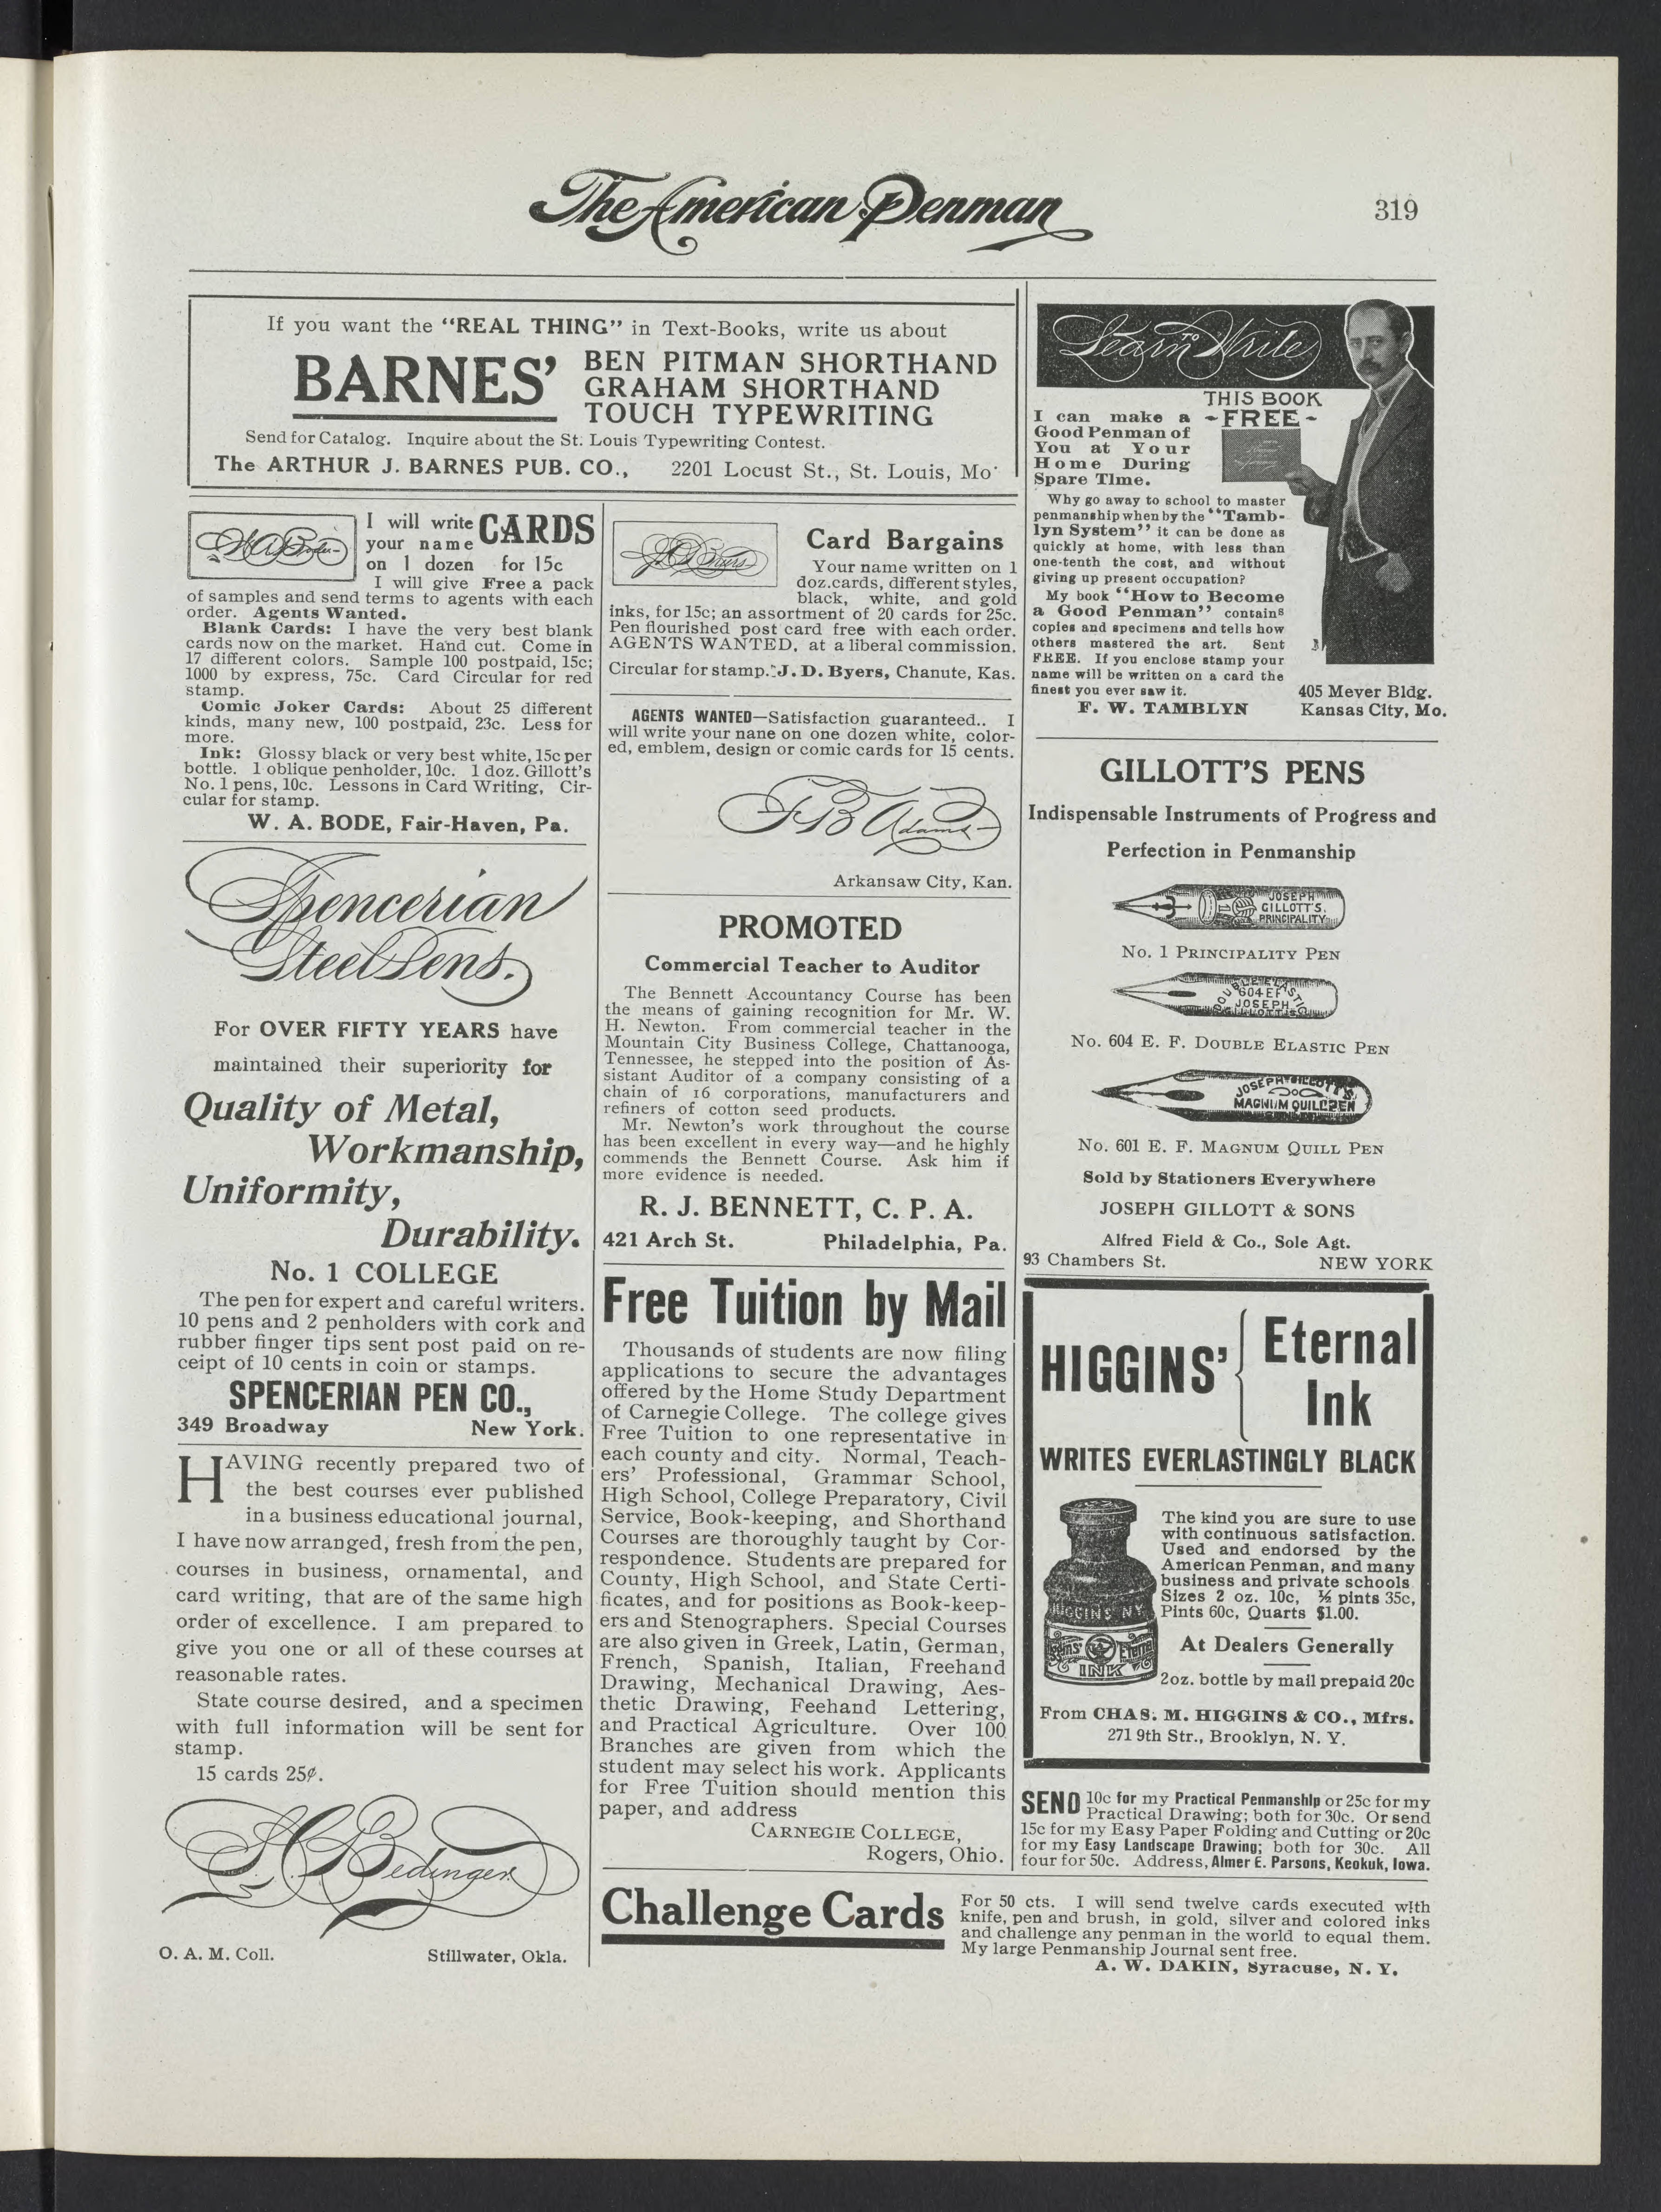 The American Penman
319
If you want the "REAL THING" in Text-Books, write us about
BARNES'
BEN PITMAN SHORTHAND
GRAHAM SHORTHAND
TOUCH TYPEWRITING
Send for Catalog. Inquire about the St. Louis Typewriting Contest.
The ARTHUR J. BARNES PUB. CO., 2201 Locust St., St. Louis, Mo.
W A Bode
I will write CARDS
your name
on 1 dozen for 15c
I will give Free a pack
of samples and send terms to agents with each
order. Agents Wanted.
Blank Cards: I have the very best blank
cards now on the market. Hand cut. Come in
17 different colors. Sample 100 postpaid, 15c;
1000 by express, 75c. Card Circular for red
stamp.
Comic Joker Cards: About 25 different
kinds, many new, 100 postpaid, 23c. Less for
more.
Ink: Glossy black or very best white, 15c per
bottle. 1 oblique penholder, 10c. 1 doz. Gillott's
No. 1 pens, 10c. Lessons in Card Writing, Cir-
cular for stamp.
W. A. BODE, Fair-Haven, Pa.
Spencerian
Steel Pens.
For OVER FIFTY YEARS have
maintained their superiority for
Quality of Metal,
Workmanship,
Uniformity,
Durability.
No. 1 COLLEGE
The pen for expert and careful writers.
10 pens and 2 penholders with cork and
rubber finger tips sent post paid on re-
ceipt of 10 cents in coin or stamps.
SPENCERIAN PEN CO.,
349 Broadway New York.
HAVING recently prepared two of
the best courses ever published
in a business educational journal,
I have now arranged, fresh from the pen,
courses in business, ornamental, and
card writing, that are of the same high
order of excellence. I am prepared to
give you one or all of these courses at
reasonable rates.
State course desired, and a specimen
with full information will be sent for
stamp.
15 cards 25¢.
Bedinger
O. A. M. Coll. Stillwater, Okla.
J D Byers
Card Bargains
Your name written on 1
doz.cards, different styles,
black, white, and gold
inks, for 15c; an assortment of 20 cards for 25c.
Pen flourished post card free with each order.
AGENTS WANTED, at a liberal commission.
Circular for stamp. J. D. Byers, Chanute, Kas.
AGENTS WANTED—Satisfaction guaranteed.. I
will write your nane on one dozen white, color-
ed, emblem, design or comic cards for 15 cents.
F B Adams
Arkansaw City, Kan.
PROMOTED
Commercial Teacher to Auditor
The Bennett Accountancy Course has been
the means of gaining recognition for Mr. W.
H. Newton. From commercial teacher in the
Mountain City Business College, Chattanooga,
Tennessee, he stepped into the position of As-
sistant Auditor of a company consisting of a
chain of 16 corporations, manufacturers and
refiners of cotton seed products.
Mr. Newton's work throughout the course
has been excellent in every way—and he highly
commends the Bennett Course. Ask him if
more evidence is needed.
R. J. BENNETT, C. P. A.
421 Arch St. Philadelphia, Pa.
Free Tuition by Mail
Thousands of students are now filing
applications to secure the advantages
offered by the Home Study Department
of Carnegie College. The college gives
Free Tuition to one representative in
each county and city. Normal, Teach-
ers' Professional, Grammar School,
High School, College Preparatory, Civil
Service, Book-keeping, and Shorthand
Courses are thoroughly taught by Cor-
respondence. Students are prepared for
County, High School, and State Certi-
ficates, and for positions as Book-keep-
ers and Stenographers. Special Courses
are also given in Greek, Latin, German,
French, Spanish, Italian, Freehand
Drawing, Mechanical Drawing, Aes-
thetic Drawing, Feehand Lettering,
and Practical Agriculture. Over 100
Branches are given from which the
student may select his work. Applicants
for Free Tuition should mention this
paper, and address
CARNEGIE COLLEGE,
Rogers, Ohio.
Learn to Write
THIS BOOK
-FREE-
I can make a
Good Penman of
You at Your
Home During
Spare Time.
Why go away to school to master
penmanship when by the "Tamb-
lyn System" it can be done as
quickly at home, with less than
one-tenth the cost, and without
giving up present occupation?
My book "How to Become
a Good Penman" contains
copies and specimens and tells how
others mastered the art. Sent
FREE. If you enclose stamp your
name will be written on a card the
finest you ever saw it.
F. W. TAMBLYN
405 Meyer Bldg.
Kansas City, Mo.
GILLOTT'S PENS
Indispensable Instruments of Progress and
Perfection in Penmanship
JOSEPH
GILLOTT'S
PRINCIPALITY
No. 1 PRINCIPALITY PEN
DOUBLE ELASTIC
604 EF
JOSEPH
GILLOTT'S
No. 604 E. F. DOUBLE ELASTIC PEN
JOSEPH GILLOTT'S
MAGNUM QUILL PEN
No. 601 E. F. MAGNUM QUILL PEN
Sold by Stationers Everywhere
JOSEPH GILLOTT & SONS
Alfred Field & Co., Sole Agt.
93 Chambers St. NEW YORK
HIGGINS' Eternal
Ink
WRITES EVERLASTINGLY BLACK
HIGGINS' NY.
Higgins' Eternal
INK
The kind you are sure to use
with continuous satisfaction.
Used and endorsed by the
American Penman, and many
business and private schools
Sizes 2 oz. 10c, ½ pints 35c,
Pints 60c, Quarts $1.00.
At Dealers Generally
2oz. bottle by mail prepaid 20c
From CHAS. M. HIGGINS & CO., Mfrs.
271 9th Str., Brooklyn, N. Y.
SEND 10c for my Practical Penmanship or 25c for my
Practical Drawing; both for 30c. Or send
15c for my Easy Paper Folding and Cutting or 20c
for my Easy Landscape Drawing; both for 30c. All
four for 50c. Address, Almer E. Parsons, Keokuk, Iowa.
Challenge Cards
For 50 cts. I will send twelve cards executed with
knife, pen and brush, in gold, silver and colored inks
and challenge any penman in the world to equal them.
My large Penmanship Journal sent free.
A. W. DAKIN, Syracuse, N. Y.